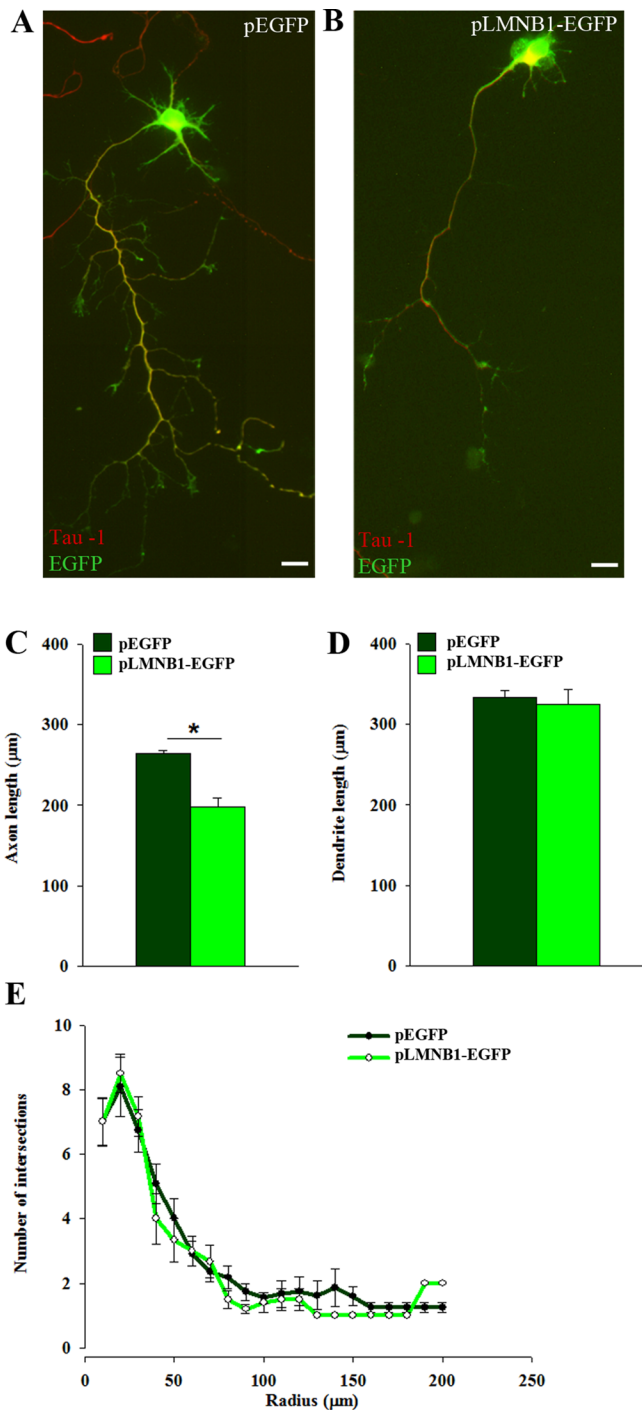 A
pEGFP
Tau -1
EGFP
B
pLMNB1-EGFP
Tau -1
EGFP
C
pEGFP
pLMNB1-EGFP
*
Axon length (µm)
400
300
200
100
0
D
pEGFP
pLMNB1-EGFP
Dendrite length (µm)
400
300
200
100
0
E
pEGFP
pLMNB1-EGFP
Number of intersections
10
8
6
4
2
0
0 50 100 150 200 250
Radius (µm)